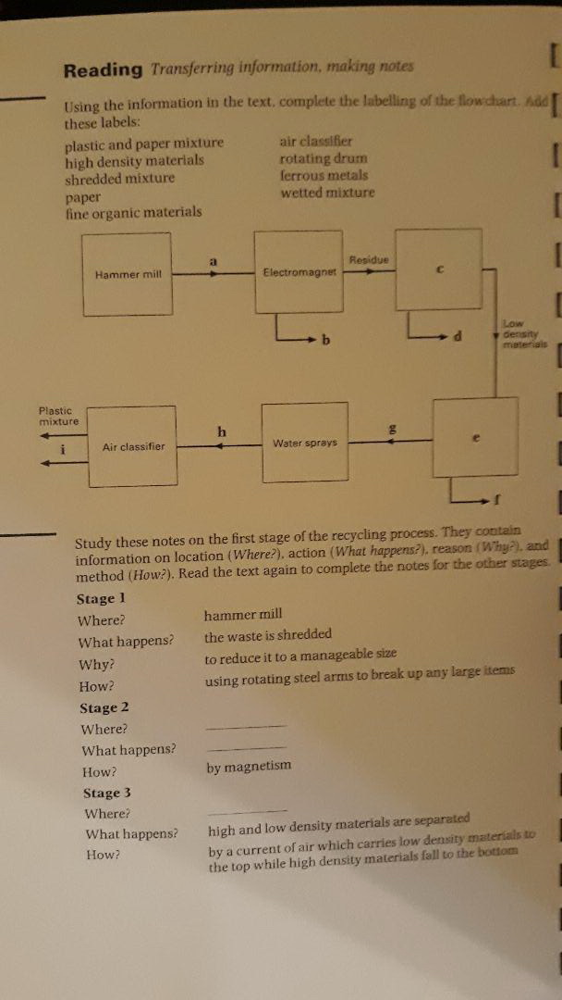 Reading Transferring information, making notes
Using the information in the text, complete the labelling of the flowchart. Add
these labels:
plastic and paper mixture
high density materials
shredded mixture
paper
fine organic materials
air classifier
rotating drum
ferrous metals
wetted mixture
Hammer mill
a
Electromagnet
Residue
c
b
d
Low
density
materials
Plastic
mixture
i
Air classifier
h
Water sprays
g
e
f
Study these notes on the first stage of the recycling process. They contain
information on location (Where?), action (What happens?), reason (Why?), and
method (How?). Read the text again to complete the notes for the other stages.
Stage 1
Where? hammer mill
What happens? the waste is shredded
Why? to reduce it to a manageable size
How? using rotating steel arms to break up any large items
Stage 2
Where?
What happens?
How? by magnetism
Stage 3
Where?
What happens? high and low density materials are separated
How? by a current of air which carries low density materials to
the top while high density materials fall to the bottom